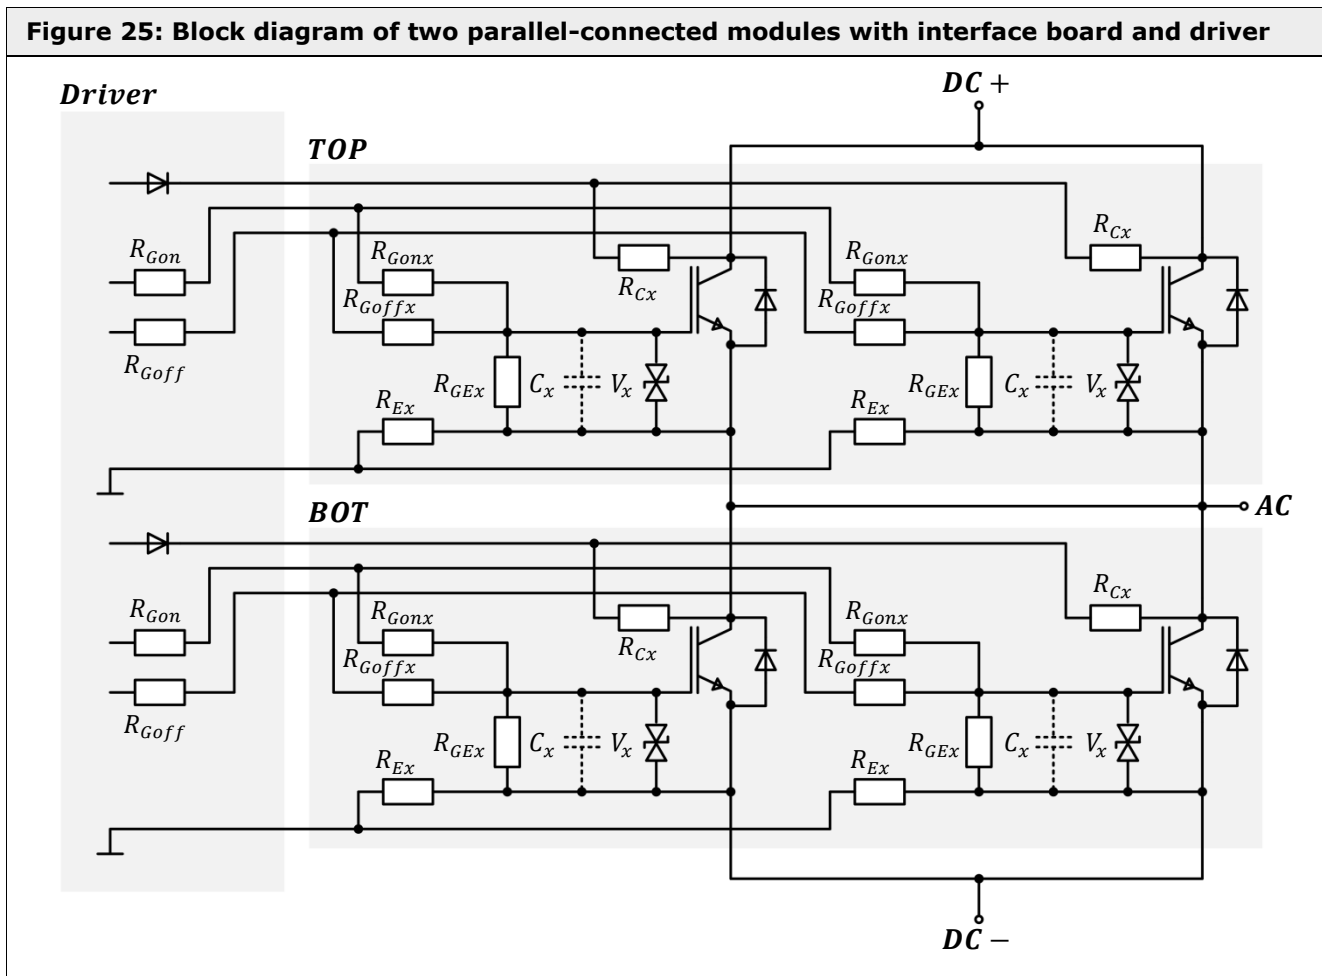 Figure 25: Block diagram of two parallel-connected modules with interface board and driver
DC +
Driver
TOP
R_Cx
R_Gon
R_Gonx
R_Gonx
R_Cx
R_Goffx
R_Goffx
R_Goff
R_GEx
C_x
V_x
R_GEx
C_x
V_x
R_Ex
R_Ex
BOT
AC
R_Cx
R_Gon
R_Gonx
R_Gonx
R_Cx
R_Goffx
R_Goffx
R_Goff
R_GEx
C_x
V_x
R_GEx
C_x
V_x
R_Ex
R_Ex
DC −